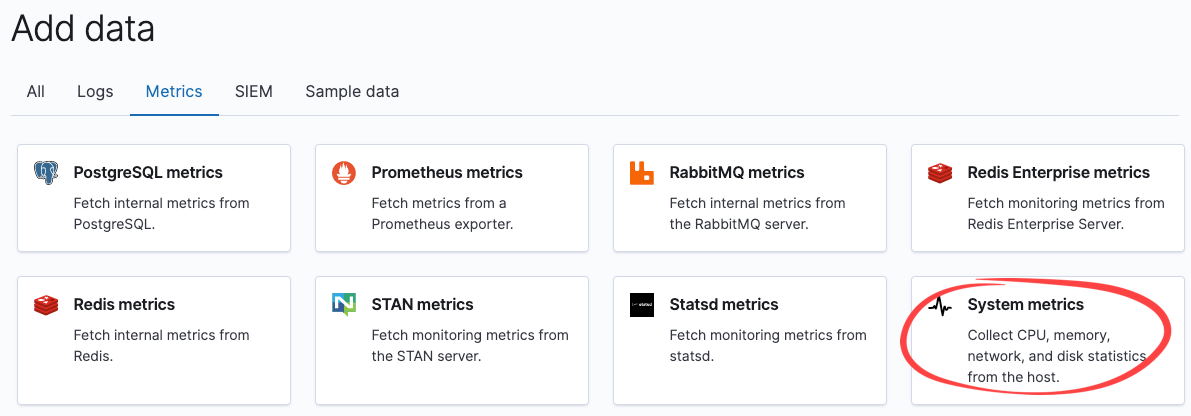 Add data
All Logs Metrics SIEM Sample data
PostgreSQL metrics
Fetch internal metrics from
PostgreSQL.
Prometheus metrics
Fetch metrics from a
Prometheus exporter.
RabbitMQ metrics
Fetch internal metrics from
the RabbitMQ server.
Redis Enterprise metrics
Fetch monitoring metrics from
Redis Enterprise Server.
Redis metrics
Fetch internal metrics from
Redis.
STAN metrics
Fetch monitoring metrics from
the STAN server.
statsd
Statsd metrics
Fetch monitoring metrics from
statsd.
System metrics
Collect CPU, memory,
network, and disk statistics
from the host.